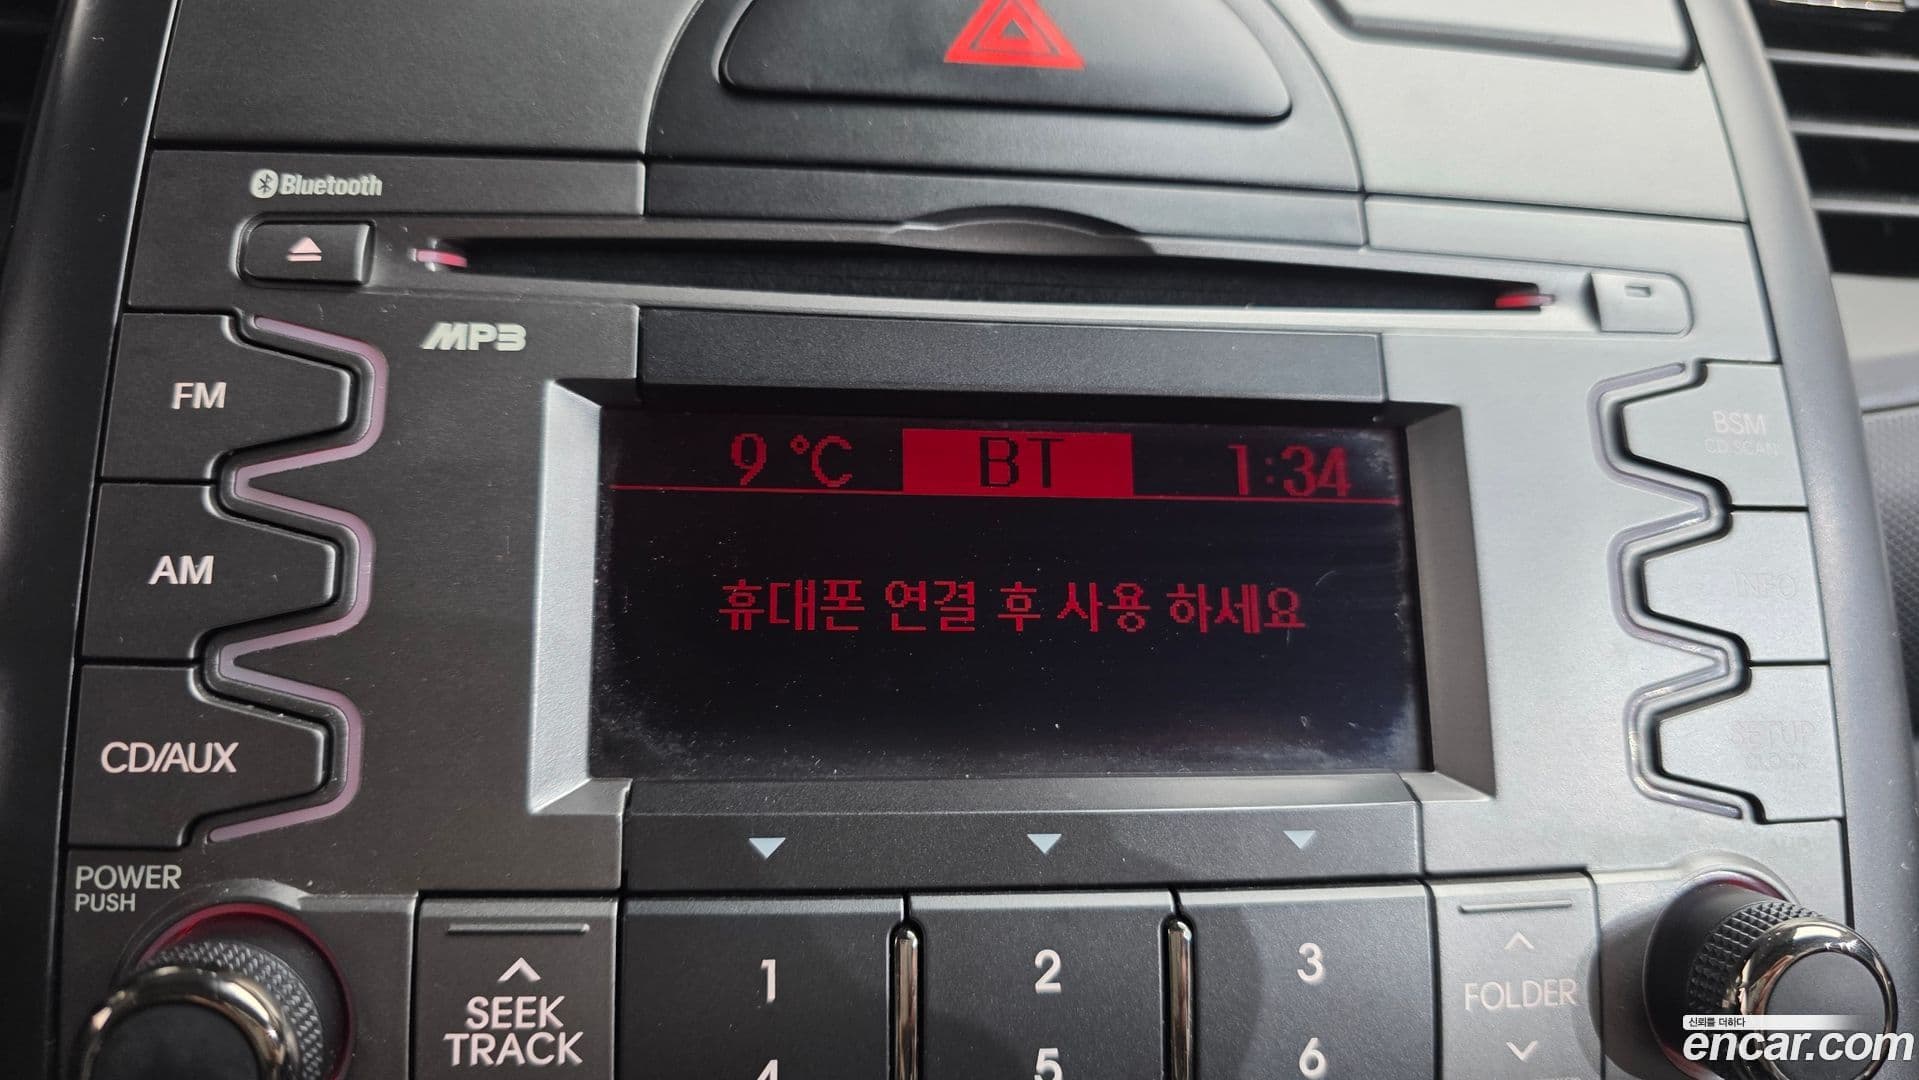 Bluetooth
MP3
FM
AM
CD/AUX
9 °C
BT
1:34
휴대폰 연결 후 사용 하세요
BSM
CD SCAN
INFO
SETUP
CLOCK
POWER
PUSH
SEEK
TRACK
1
2
3
4
5
6
FOLDER
신뢰를 더하다
encar.com